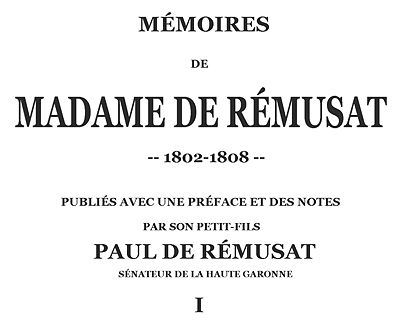 MÉMOIRES
DE
MADAME DE RÉMUSAT
-- 1802-1808 --
PUBLIÉS AVEC UNE PRÉFACE ET DES NOTES
PAR SON PETIT-FILS
PAUL DE RÉMUSAT
SÉNATEUR DE LA HAUTE GARONNE
I